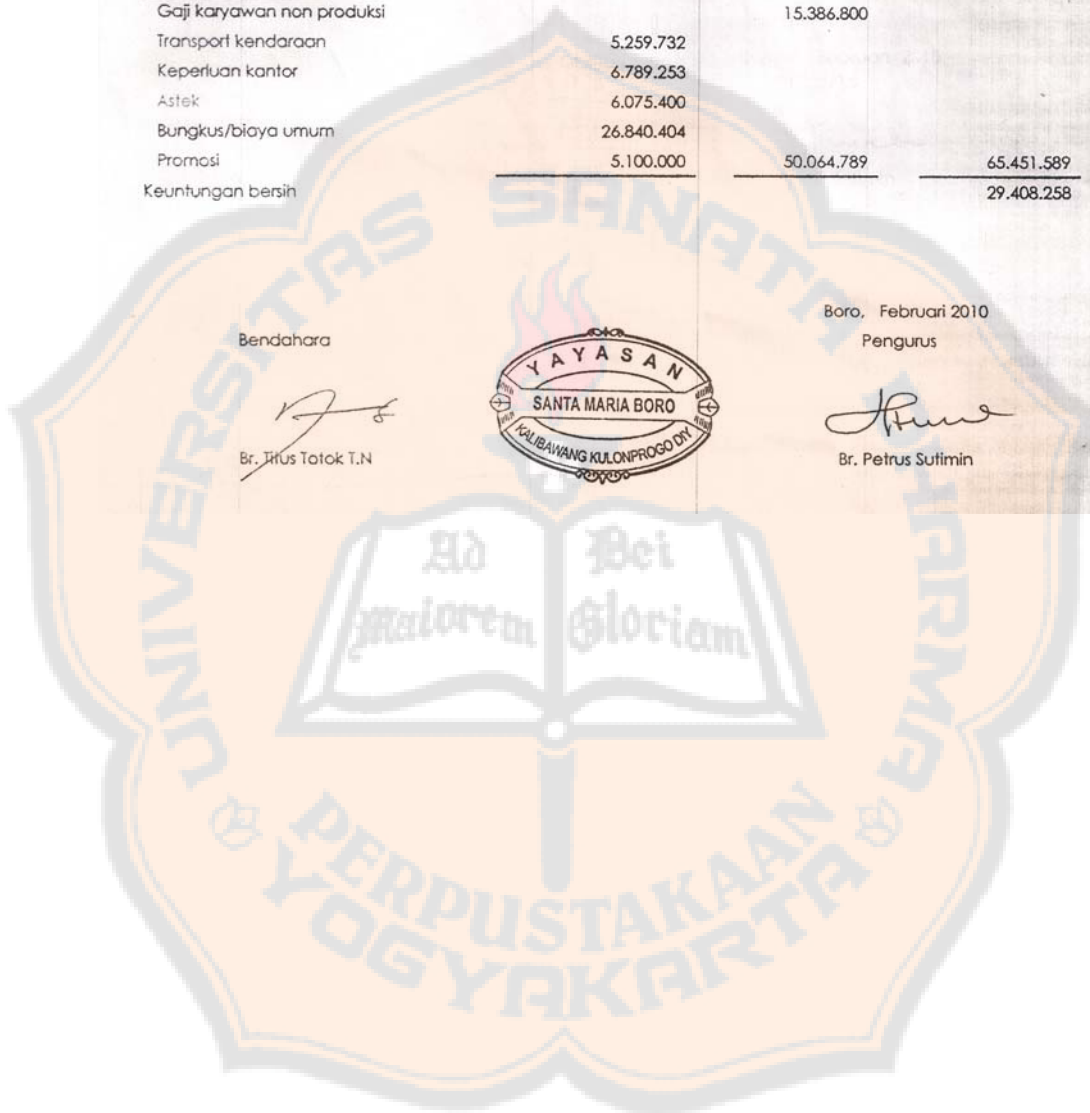 Gaji karyawan non produksi 15.386.800
Transport kendaraan 5.259.732
Keperluan kantor 6.789.253
Astek 6.075.400
Bungkus/biaya umum 26.840.404
Promosi 5.100.000 50.064.789 65.451.589
Keuntungan bersih 29.408.258
Boro, Februari 2010
Bendahara Pengurus
YAYASAN
SANTA MARIA BORO
KALIBAWANG KULONPROGO DIY
Br. Titus Totok T.N Br. Petrus Sutimin
UNIVERSITAS SANATA DHARMA
Ad Dei
maiorem Gloriam
PERPUSTAKAAN
YOGYAKARTA